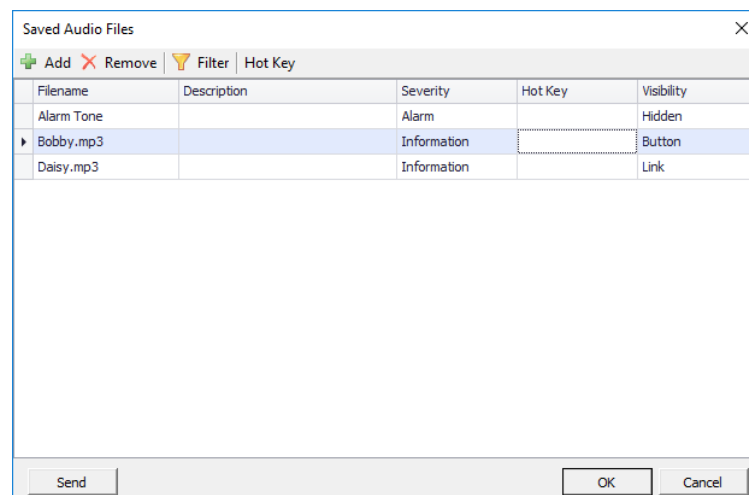 Saved Audio Files
Add Remove Filter Hot Key
Filename Description Severity Hot Key Visibility
Alarm Tone Alarm Hidden
Bobby.mp3 Information Button
Daisy.mp3 Information Link
Send OK Cancel